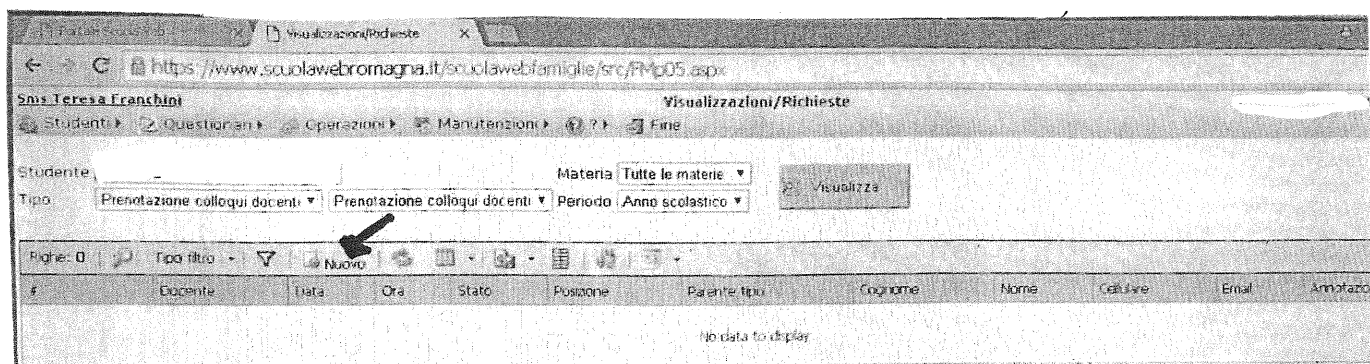 Visualizzazioni/Richieste
https://www.scuolawebromagna.it/scuolawebfamiglie/src/FMp05.aspx
Sms Teresa Franchini Visualizzazioni/Richieste
Studenti Questionari Operazioni Manutenzioni ? Fine
Studente Materia Tutte le materie Visualizza
Tipo Prenotazione colloqui docenti Prenotazione colloqui docenti Periodo Anno scolastico
Righe: 0 Tipo filtro Nuovo
# Docente Data Ora Stato Posizione Parente tipo Cognome Nome Cellulare Email Annotazio
No data to display